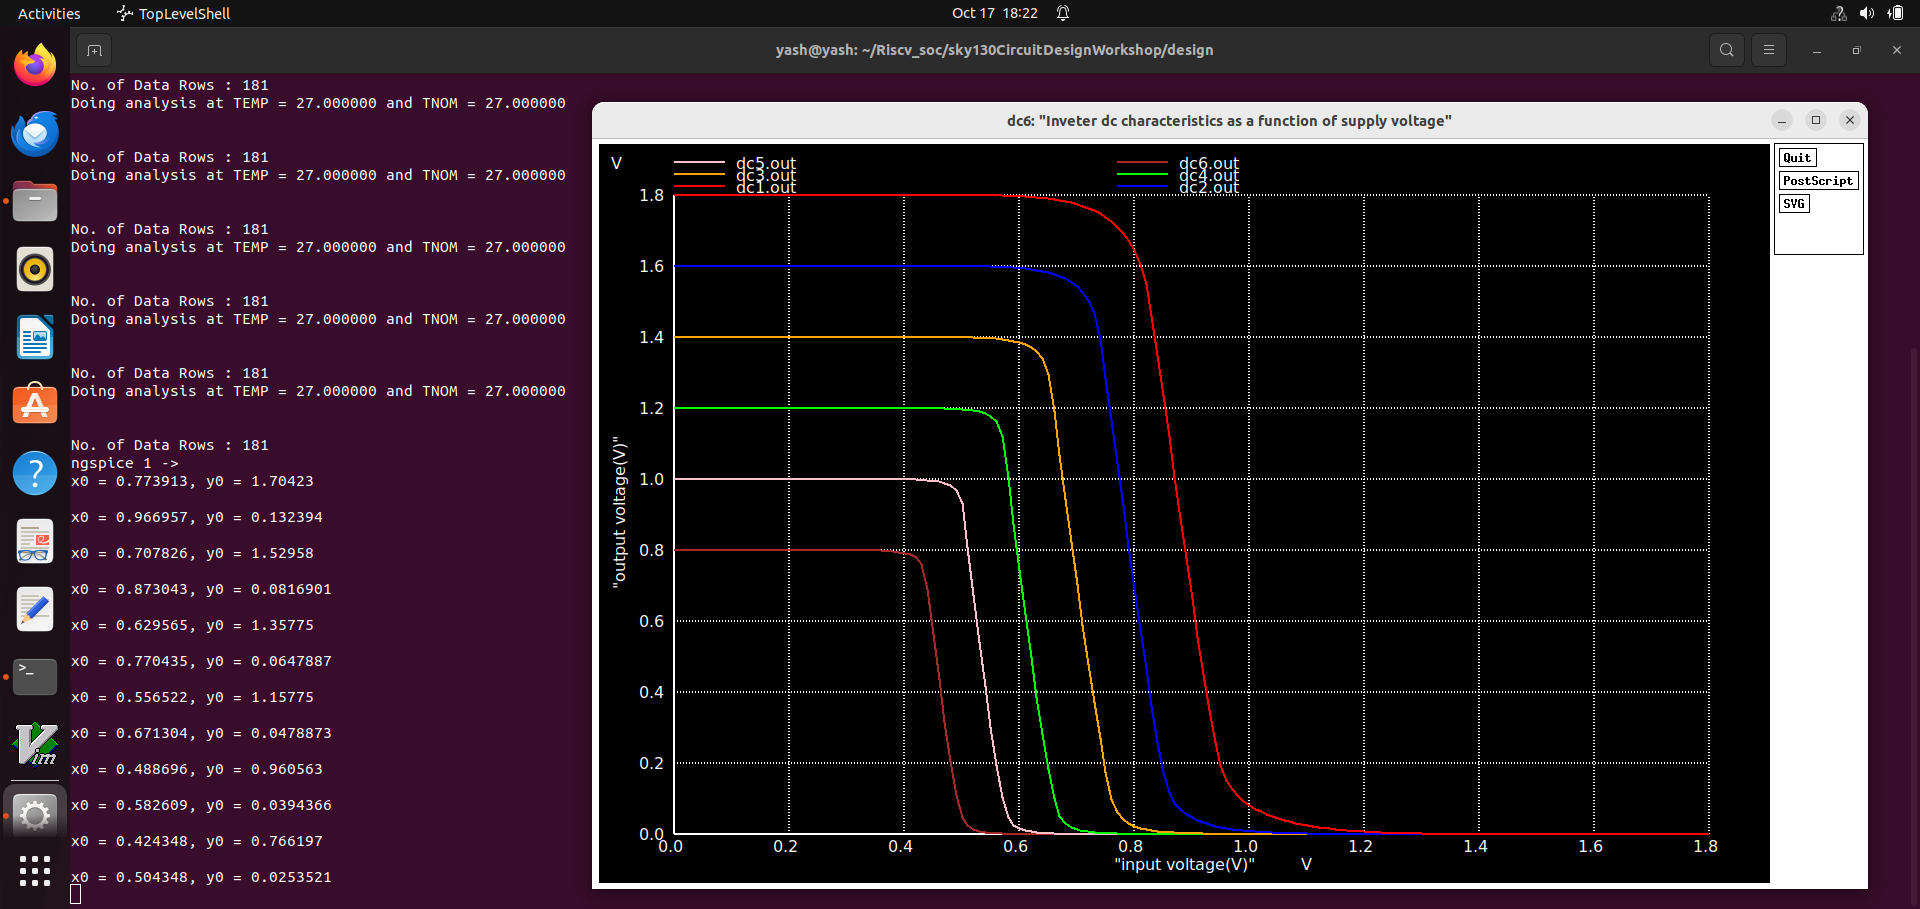 Activities
TopLevelShell
Oct 17 18:22
yash@yash: ~/Riscv_soc/sky130CircuitDesignWorkshop/design
No. of Data Rows : 181
Doing analysis at TEMP = 27.000000 and TNOM = 27.000000
No. of Data Rows : 181
Doing analysis at TEMP = 27.000000 and TNOM = 27.000000
No. of Data Rows : 181
Doing analysis at TEMP = 27.000000 and TNOM = 27.000000
No. of Data Rows : 181
Doing analysis at TEMP = 27.000000 and TNOM = 27.000000
No. of Data Rows : 181
Doing analysis at TEMP = 27.000000 and TNOM = 27.000000
No. of Data Rows : 181
ngspice 1 ->
x0 = 0.773913, y0 = 1.70423
x0 = 0.966957, y0 = 0.132394
x0 = 0.707826, y0 = 1.52958
x0 = 0.873043, y0 = 0.0816901
x0 = 0.629565, y0 = 1.35775
x0 = 0.770435, y0 = 0.0647887
x0 = 0.556522, y0 = 1.15775
x0 = 0.671304, y0 = 0.0478873
x0 = 0.488696, y0 = 0.960563
x0 = 0.582609, y0 = 0.0394366
x0 = 0.424348, y0 = 0.766197
x0 = 0.504348, y0 = 0.0253521
dc6: "Inveter dc characteristics as a function of supply voltage"
Quit
PostScript
SVG
V
dc5.out
dc6.out
dc3.out
dc4.out
dc1.out
dc2.out
1.8
1.6
1.4
1.2
1.0
0.8
0.6
0.4
0.2
0.0
"output voltage(V)"
0.0 0.2 0.4 0.6 0.8 1.0 1.2 1.4 1.6 1.8
"input voltage(V)" V
Vim